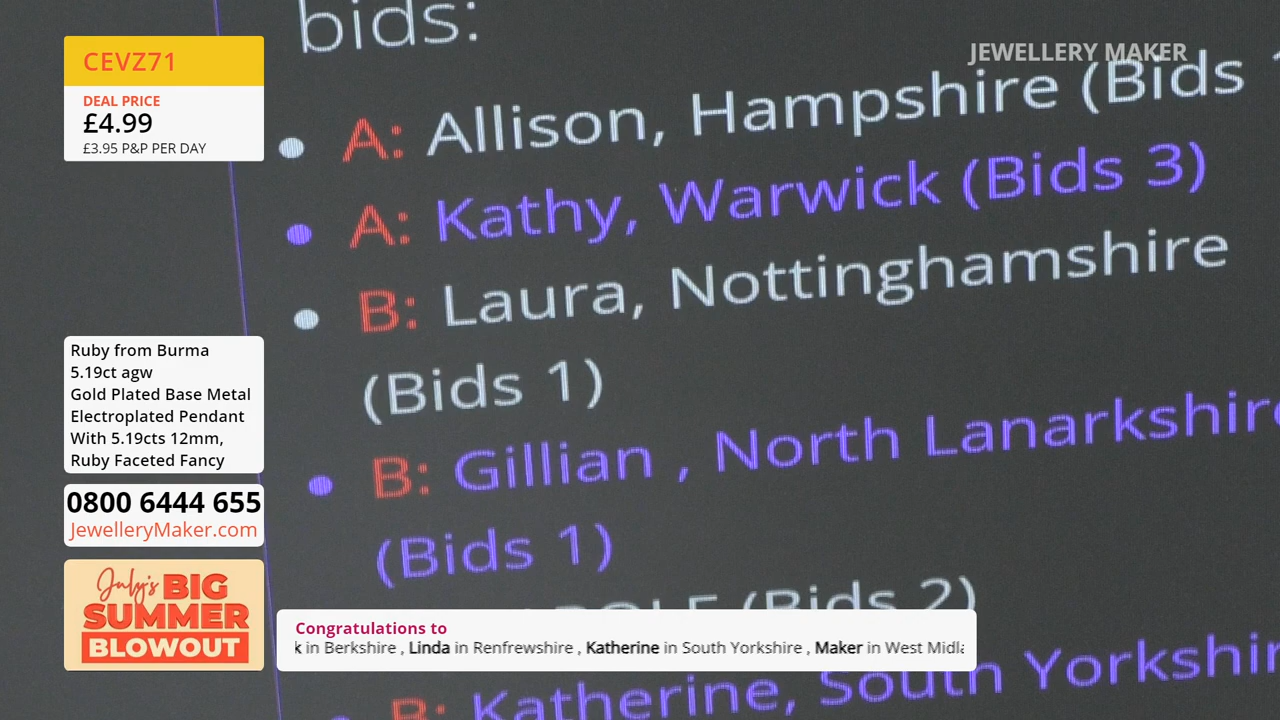 CEVZ71
DEAL PRICE
£4.99
£3.95 P&P PER DAY
JEWELLERY MAKER
bids:
A: Allison, Hampshire (Bids
A: Kathy, Warwick (Bids 3)
B: Laura, Nottinghamshire
(Bids 1)
B: Gillian , North Lanarkshire
(Bids 1)
(Bids 2)
B: Katherine, South Yorkshir
Ruby from Burma
5.19ct agw
Gold Plated Base Metal
Electroplated Pendant
With 5.19cts 12mm,
Ruby Faceted Fancy
0800 6444 655
JewelleryMaker.com
July's BIG
SUMMER
BLOWOUT
Congratulations to
k in Berkshire , Linda in Renfrewshire , Katherine in South Yorkshire , Maker in West Midla